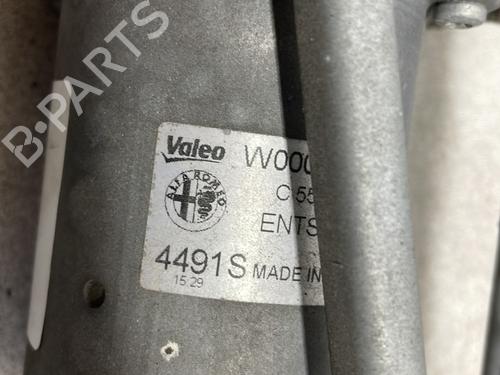 B-PARTS
Valeo W000
ALFA ROMEO
C 55
ENTS
4491S MADE IN
15 29